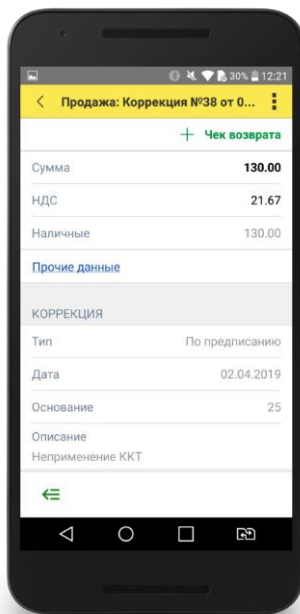 30% 12:21
Продажа: Коррекция №38 от 0...
+ Чек возврата
Сумма 130.00
НДС 21.67
Наличные 130.00
Прочие данные
КОРРЕКЦИЯ
Тип По предписанию
Дата 02.04.2019
Основание 25
Описание
Неприменение ККТ